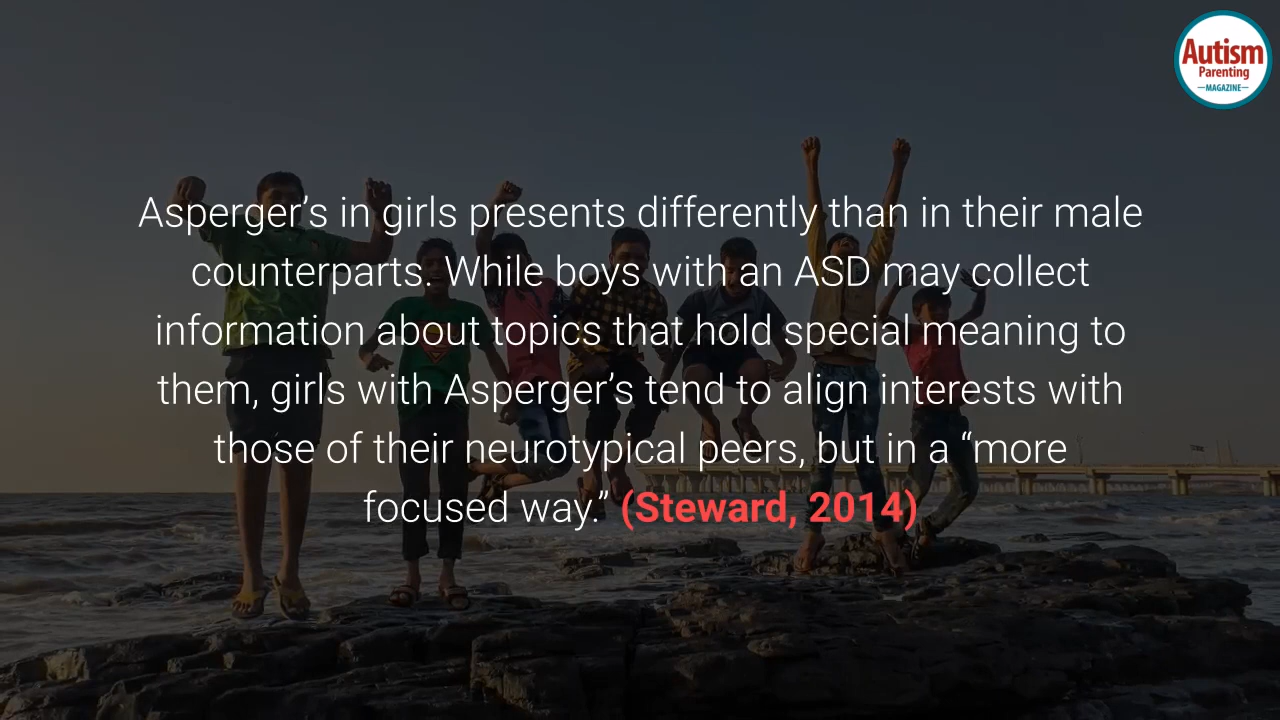 Autism
Parenting
—MAGAZINE—
Asperger’s in girls presents differently than in their male
counterparts. While boys with an ASD may collect
information about topics that hold special meaning to
them, girls with Asperger’s tend to align interests with
those of their neurotypical peers, but in a “more
focused way.” (Steward, 2014)